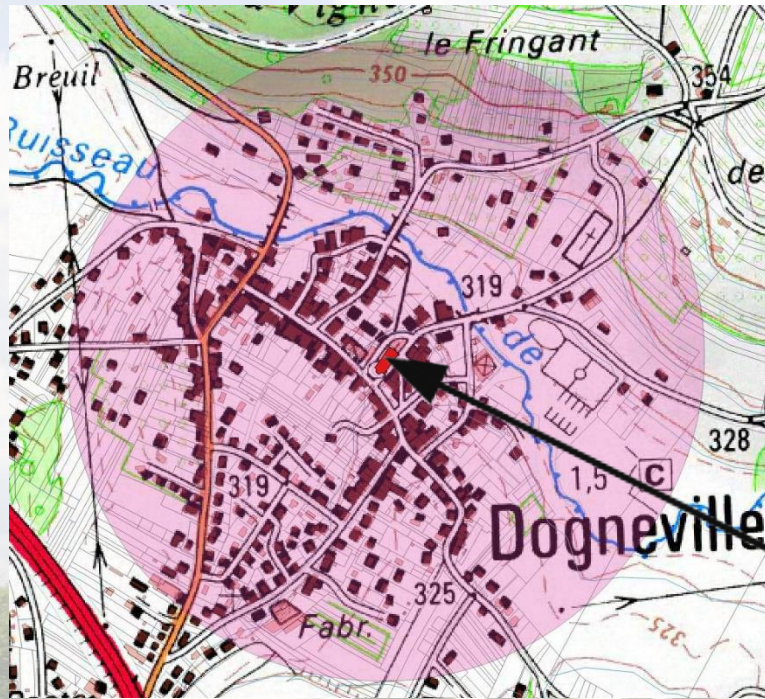 le Fringant
Breuil
350
354
Ruisseau
de
319
de
328
1,5 C
Dogneville
319
325
Fabr.
325